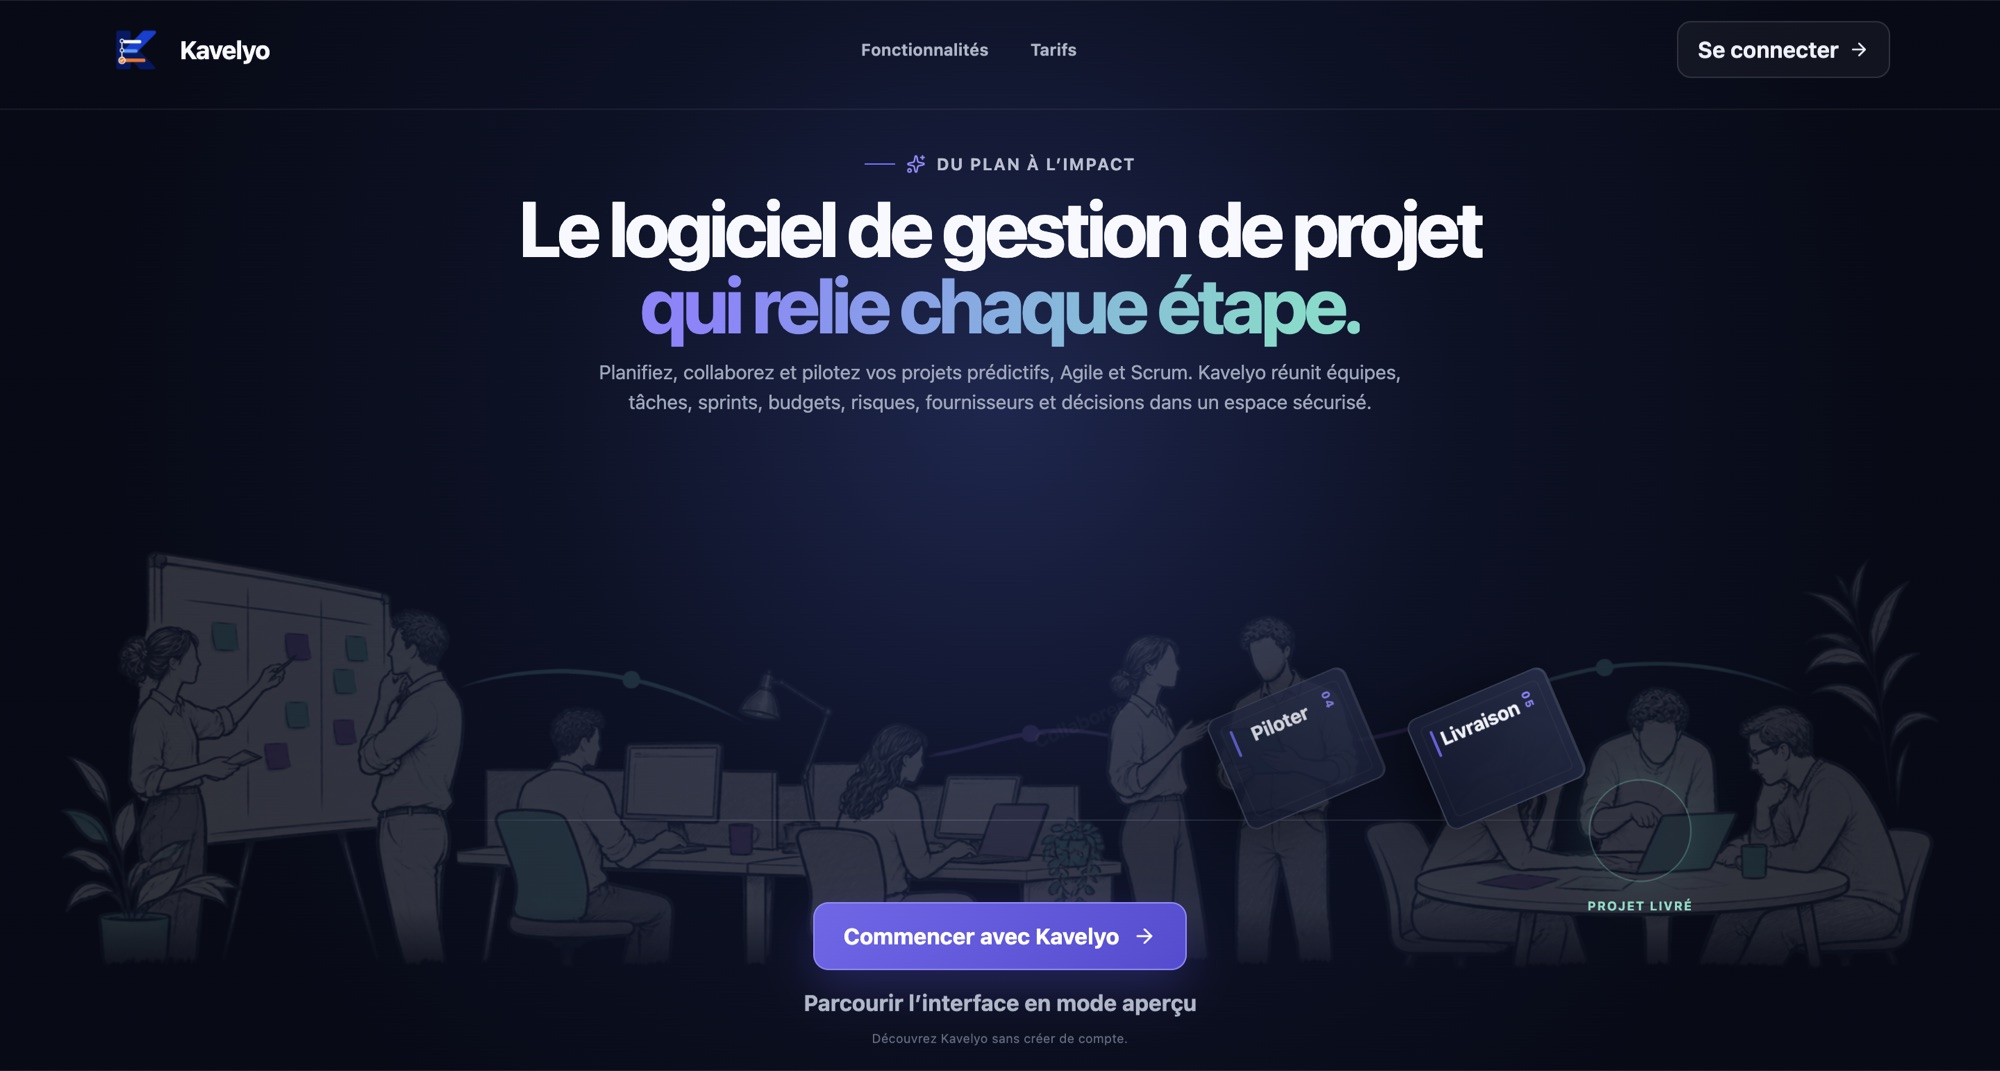 Kavelyo
Fonctionnalités
Tarifs
Se connecter
DU PLAN À L’IMPACT
Le logiciel de gestion de projet
qui relie chaque étape.
Planifiez, collaborez et pilotez vos projets prédictifs, Agile et Scrum. Kavelyo réunit équipes,
tâches, sprints, budgets, risques, fournisseurs et décisions dans un espace sécurisé.
04
Piloter
05
Livraison
PROJET LIVRÉ
Commencer avec Kavelyo
Parcourir l’interface en mode aperçu
Découvrez Kavelyo sans créer de compte.